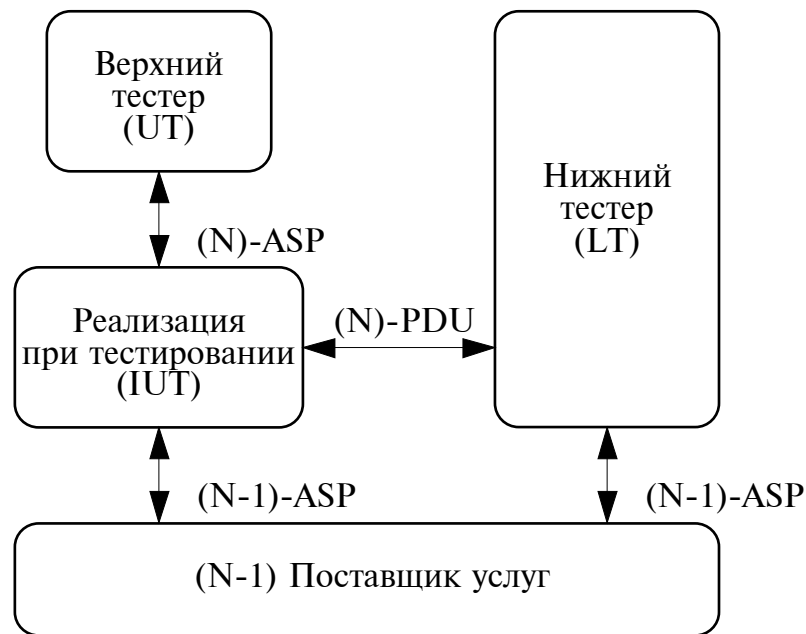 Верхний
тестер
(UT)
Нижний
тестер
(LT)
(N)-ASP
Реализация
при тестировании
(IUT)
(N)-PDU
(N-1)-ASP
(N-1)-ASP
(N-1) Поставщик услуг